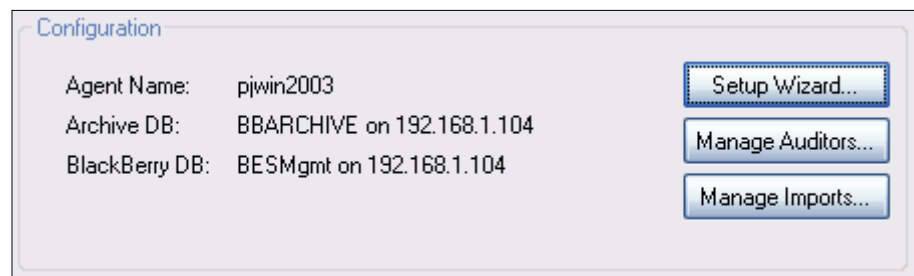 Configuration
Agent Name: pjwin2003
Archive DB: BBARCHIVE on 192.168.1.104
BlackBerry DB: BESMgmt on 192.168.1.104
Setup Wizard...
Manage Auditors...
Manage Imports...